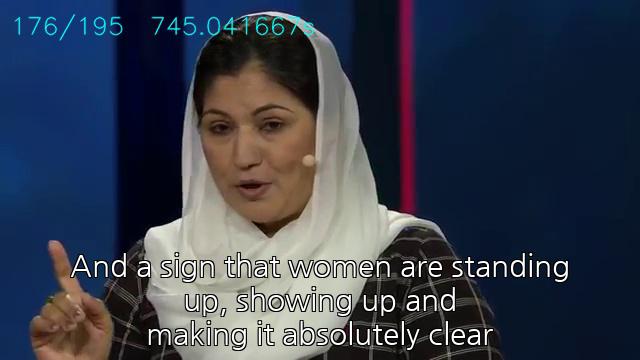 176/195 745.041667s
And a sign that women are standing
up, showing up and
making it absolutely clear